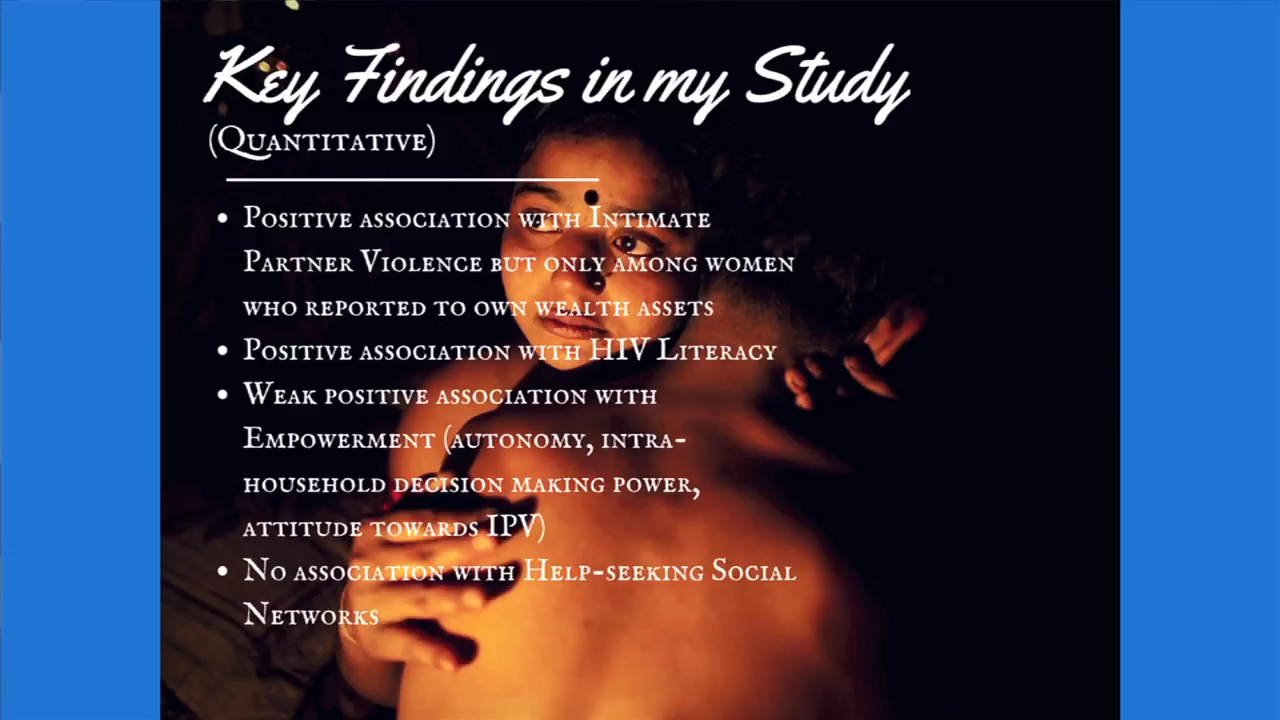 Key Findings in my Study
(Quantitative)
• Positive association with Intimate
Partner Violence but only among women
who reported to own wealth assets
• Positive association with HIV Literacy
• Weak positive association with
Empowerment (autonomy, intra-
household decision making power,
attitude towards IPV)
• No association with Help-seeking Social
Networks